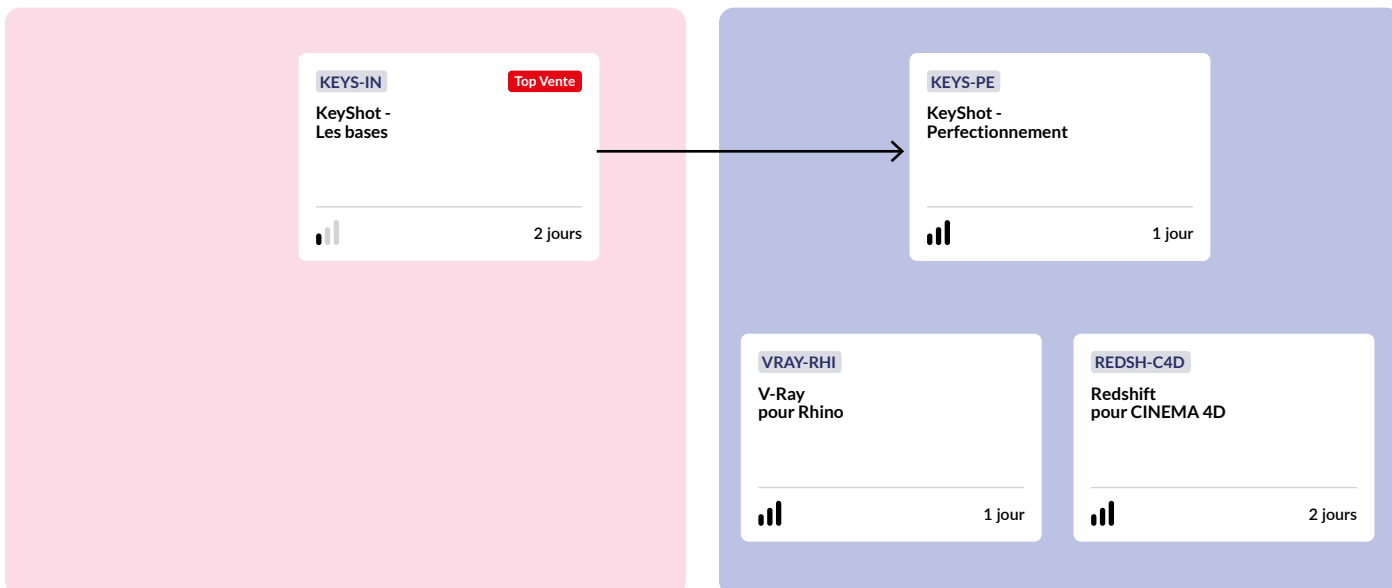 KEYS-IN
Top Vente
KeyShot -
Les bases
2 jours
KEYS-PE
KeyShot -
Perfectionnement
1 jour
VRAY-RHI
V-Ray
pour Rhino
1 jour
REDSH-C4D
Redshift
pour CINEMA 4D
2 jours